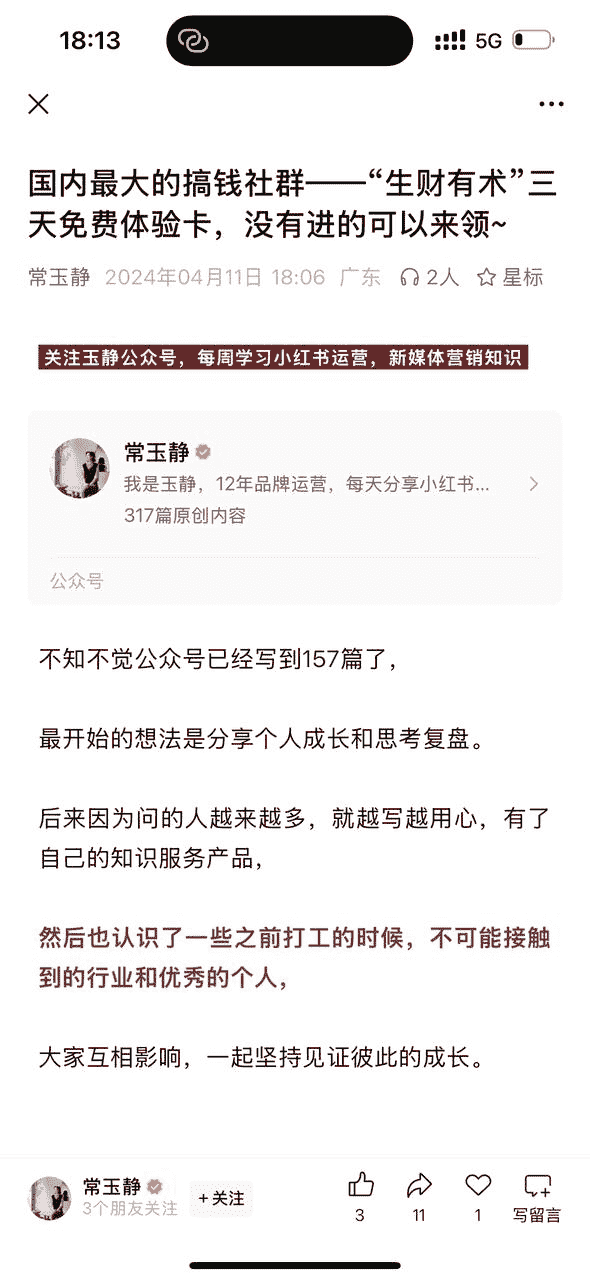 18:13
5G
国内最大的搞钱社群——“生财有术”三
天免费体验卡，没有进的可以来领~
常玉静 2024年04月11日 18:06 广东 2人 星标
关注玉静公众号，每周学习小红书运营，新媒体营销知识
常玉静
我是玉静，12年品牌运营，每天分享小红书...
317篇原创内容
公众号
不知不觉公众号已经写到157篇了，
最开始的想法是分享个人成长和思考复盘。
后来因为问的人越来越多，就越写越用心，有了
自己的知识服务产品，
然后也认识了一些之前打工的时候，不可能接触
到的行业和优秀的个人，
大家互相影响，一起坚持见证彼此的成长。
常玉静
3个朋友关注
+关注
3 11 1 写留言